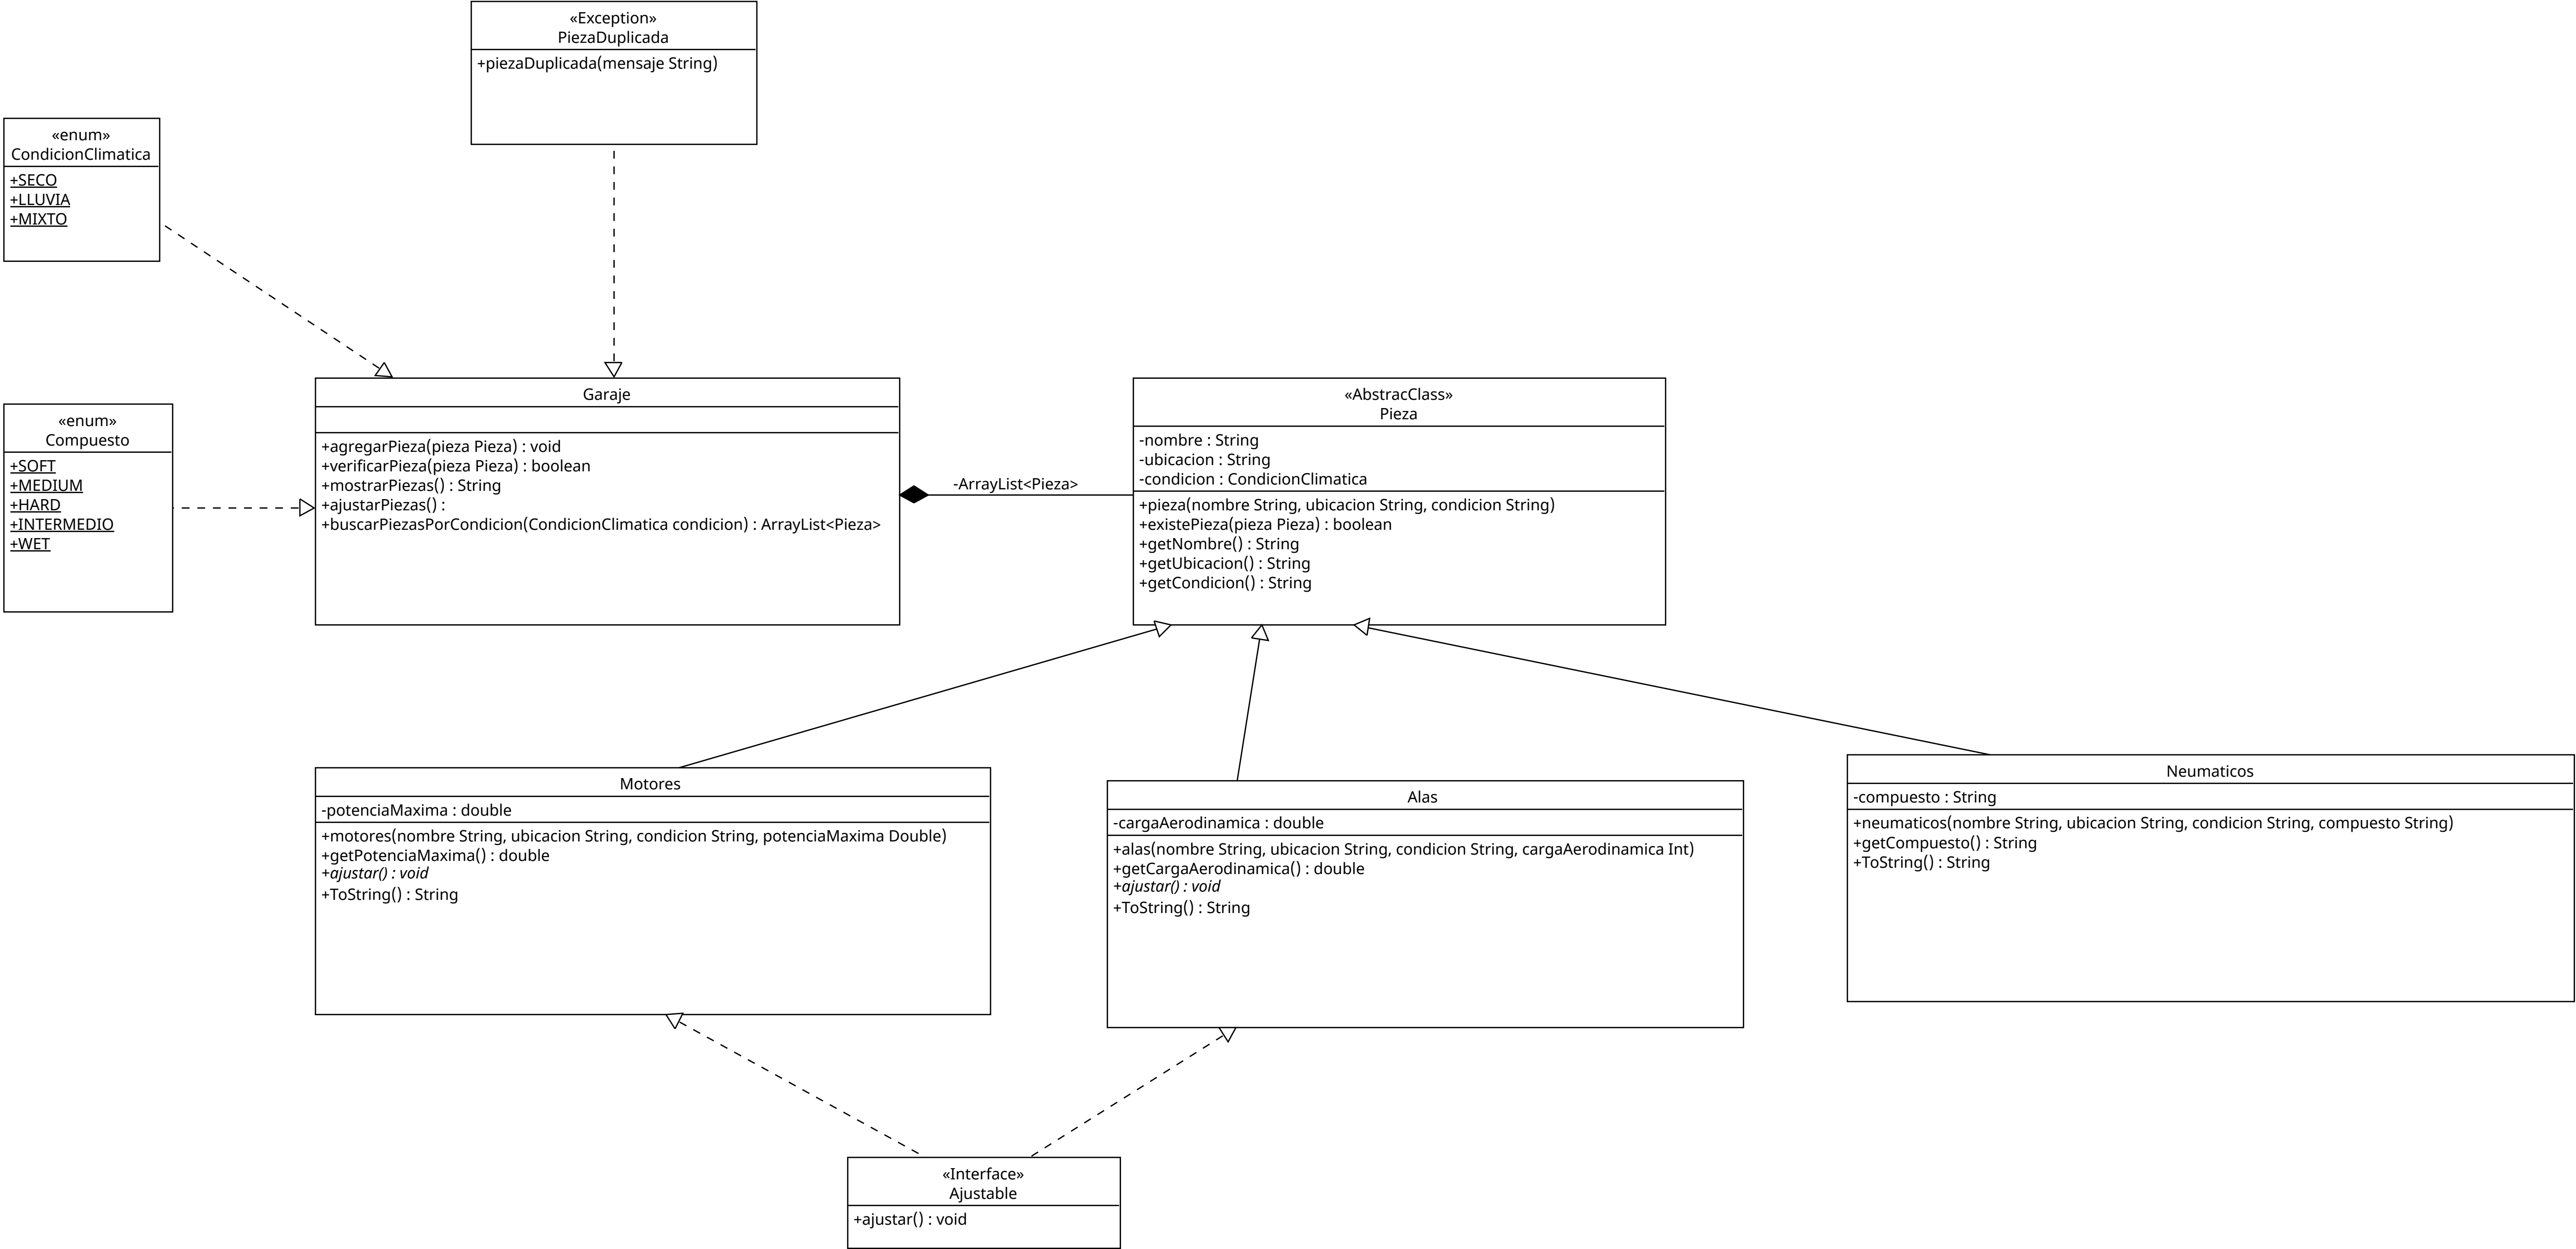 «Exception»
PiezaDuplicada
+piezaDuplicada(mensaje String)
«enum»
CondicionClimatica
+SECO
+LLUVIA
+MIXTO
«enum»
Compuesto
+SOFT
+MEDIUM
+HARD
+INTERMEDIO
+WET
Garaje
+agregarPieza(pieza Pieza) : void
+verificarPieza(pieza Pieza) : boolean
+mostrarPiezas() : String
+ajustarPiezas() :
+buscarPiezasPorCondicion(CondicionClimatica condicion) : ArrayList<Pieza>
-ArrayList<Pieza>
«AbstracClass»
Pieza
-nombre : String
-ubicacion : String
-condicion : CondicionClimatica
+pieza(nombre String, ubicacion String, condicion String)
+existePieza(pieza Pieza) : boolean
+getNombre() : String
+getUbicacion() : String
+getCondicion() : String
Motores
-potenciaMaxima : double
+motores(nombre String, ubicacion String, condicion String, potenciaMaxima Double)
+getPotenciaMaxima() : double
+ajustar() : void
+ToString() : String
Alas
-cargaAerodinamica : double
+alas(nombre String, ubicacion String, condicion String, cargaAerodinamica Int)
+getCargaAerodinamica() : double
+ajustar() : void
+ToString() : String
Neumaticos
-compuesto : String
+neumaticos(nombre String, ubicacion String, condicion String, compuesto String)
+getCompuesto() : String
+ToString() : String
«Interface»
Ajustable
+ajustar() : void